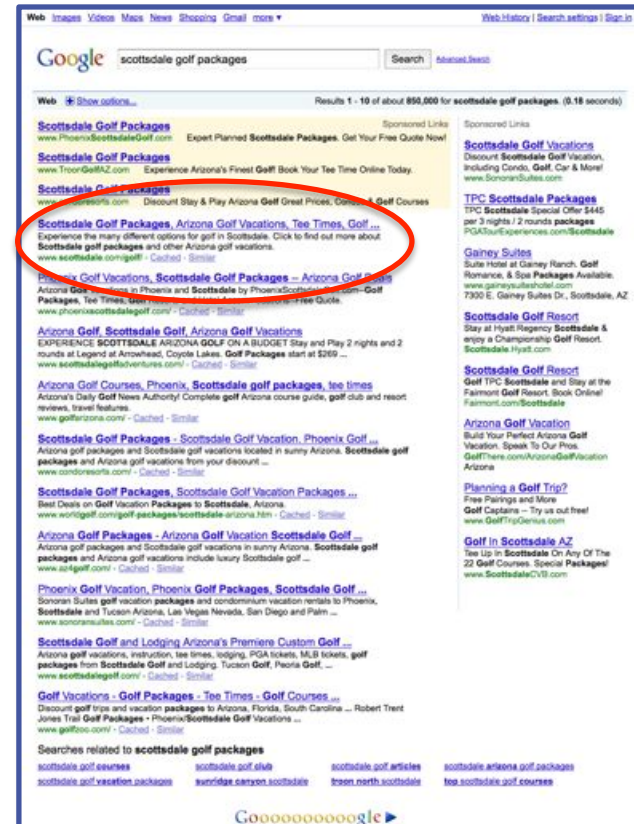 Web Images Videos Maps News Shopping Gmail more ▼ Web History | Search settings | Sign in
Google scottsdale golf packages Search Advanced Search
Web + Show options... Results 1 - 10 of about 850,000 for scottsdale golf packages. (0.18 seconds)
Scottsdale Golf Packages Sponsored Links
www.PhoenixScottsdaleGolf.com Expert Planned Scottsdale Packages. Get Your Free Quote Now!
Scottsdale Golf Packages
www.TroonGolfAZ.com Experience Arizona's Finest Golf! Book Your Tee Time Online Today.
Scottsdale Golf Packages
Discount Stay & Play Arizona Golf Great Prices, Condos & Golf Courses
Scottsdale Golf Packages, Arizona Golf Vacations, Tee Times, Golf ...
Experience the many different options for golf in Scottsdale. Click to find out more about
Scottsdale golf packages and other Arizona golf vacations.
www.scottsdale.com/golf/ - Cached - Similar
Phoenix Golf Vacations, Scottsdale Golf Packages -- Arizona Golf Deals
Arizona Golf Vacations in Phoenix and Scottsdale by PhoenixScottsdaleGolf.com--Golf
Packages, Tee Times, Golf Free Quote.
www.phoenixscottsdalegolf.com/ - Cached - Similar
Arizona Golf, Scottsdale Golf, Arizona Golf Vacations
EXPERIENCE SCOTTSDALE ARIZONA GOLF ON A BUDGET Stay and Play 2 nights and 2
rounds at Legend at Arrowhead, Coyote Lakes. Golf Packages start at $269 ...
www.scottsdalegolfadventures.com/ - Cached - Similar
Arizona Golf Courses, Phoenix, Scottsdale golf packages, tee times
Arizona's Daily Golf News Authority! Complete golf Arizona course guide, golf club and resort
reviews, travel features.
www.golfarizona.com/ - Cached - Similar
Scottsdale Golf Packages - Scottsdale Golf Vacation, Phoenix Golf ...
Arizona golf packages and Scottsdale golf vacations located in sunny Arizona. Scottsdale golf
packages and Arizona golf vacations from your discount ...
www.condoresorts.com/ - Cached - Similar
Scottsdale Golf Packages, Scottsdale Golf Vacation Packages ...
Best Deals on Golf Vacation Packages to Scottsdale, Arizona.
www.worldgolf.com/golf-packages/scottsdale-arizona.htm - Cached - Similar
Arizona Golf Packages - Arizona Golf Vacation Scottsdale Golf ...
Arizona golf packages and Scottsdale golf vacations in sunny Arizona. Scottsdale golf
packages and Arizona golf vacations include luxury Scottsdale golf ...
www.az4golf.com/ - Cached - Similar
Phoenix Golf Vacation, Phoenix Golf Packages, Scottsdale Golf ...
Sonoran Suites golf vacation packages and condominium vacation rentals to Phoenix,
Scottsdale and Tucson Arizona, Las Vegas Nevada, San Diego and Palm ...
www.sonoransuites.com/ - Cached - Similar
Scottsdale Golf and Lodging Arizona's Premiere Custom Golf ...
Arizona golf vacations, instruction, tee times, lodging, PGA tickets, MLB tickets, golf
packages from Scottsdale Golf and Lodging. Tucson Golf, Peoria Golf, ...
www.scottsdalegolf.com/ - Cached - Similar
Golf Vacations - Golf Packages - Tee Times - Golf Courses ...
Discount golf trips and vacation packages to Arizona, Florida, South Carolina ... Robert Trent
Jones Trail Golf Packages • Phoenix/Scottsdale Golf Vacations ...
www.golfzoo.com/ - Cached - Similar
Sponsored Links
Scottsdale Golf Vacations
Discount Scottsdale Golf Vacation,
Including Condo, Golf, Car & More!
www.SonoranSuites.com
TPC Scottsdale Packages
TPC Scottsdale Special Offer $445
per 3 nights / 2 rounds packages
PGATourExperiences.com/Scottsdale
Gainey Suites
Suite Hotel at Gainey Ranch. Golf
Romance, & Spa Packages Available.
www.gaineysuiteshotel.com
7300 E. Gainey Suites Dr., Scottsdale, AZ
Scottsdale Golf Resort
Stay at Hyatt Regency Scottsdale &
enjoy a Championship Golf Resort.
Scottsdale.Hyatt.com
Scottsdale Golf Resort
Golf TPC Scottsdale and Stay at the
Fairmont Golf Resort. Book Online!
Fairmont.com/Scottsdale
Arizona Golf Vacation
Build Your Perfect Arizona Golf
Vacation. Speak To Our Pros.
GolfThere.com/ArizonaGolfVacation
Arizona
Planning a Golf Trip?
Free Pairings and More
Golf Captains -- Try us out free!
www.GolfTripGenius.com
Golf In Scottsdale AZ
Tee Up In Scottsdale On Any Of The
22 Golf Courses. Special Packages!
www.ScottsdaleCVB.com
Searches related to scottsdale golf packages
scottsdale golf courses scottsdale golf club scottsdale golf articles scottsdale arizona golf packages
scottsdale golf vacation packages sunridge canyon scottsdale troon north scottsdale top scottsdale golf courses
Goooooooooogle ▶